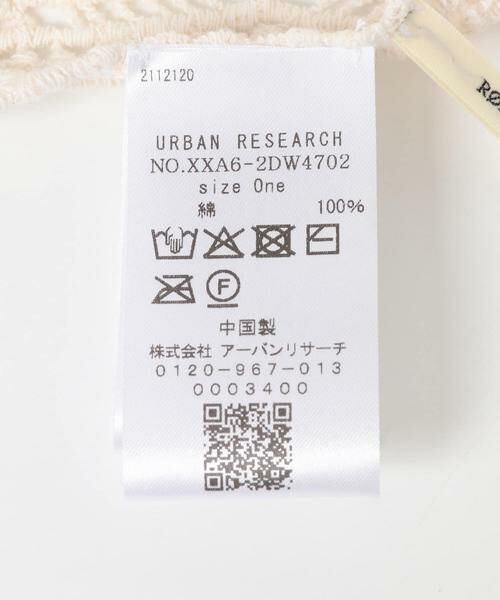 2112120
URBAN RESEARCH
NO.XXA6-2DW4702
size One
綿 100%
F
中国製
株式会社 アーバンリサーチ
0120-967-013
0003400